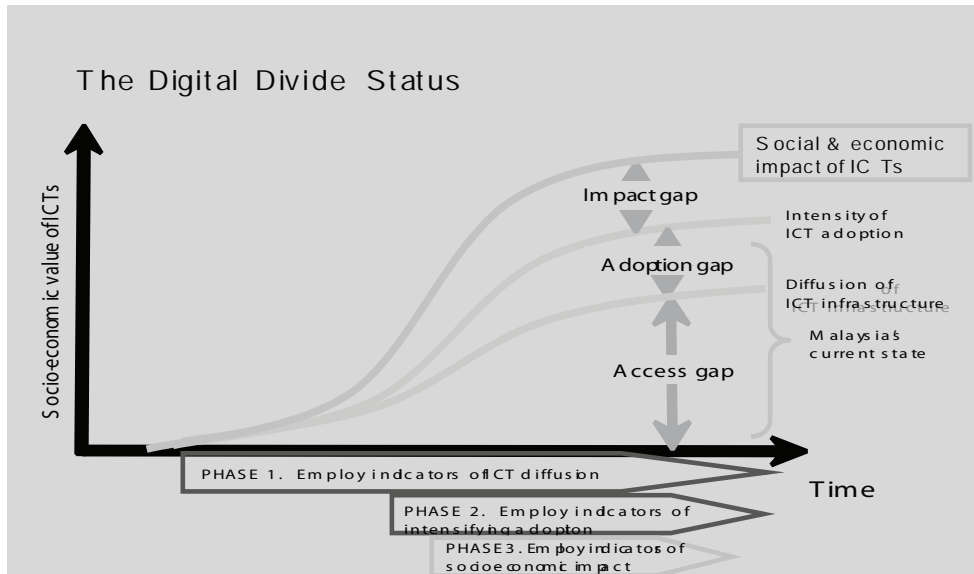 The Digital Divide Status
Socio-economic value of ICTs
Social & economic
impact of ICTs
Impact gap
Intensity of
ICT adoption
Adoption gap
Diffusion of
ICT infrastructure
Malaysia's
current state
Access gap
Time
PHASE 1. Employ indicators of ICT diffusion
PHASE 2. Employ indicators of
intensifying adopton
PHASE 3. Employ indicators of
socioeconomic impact